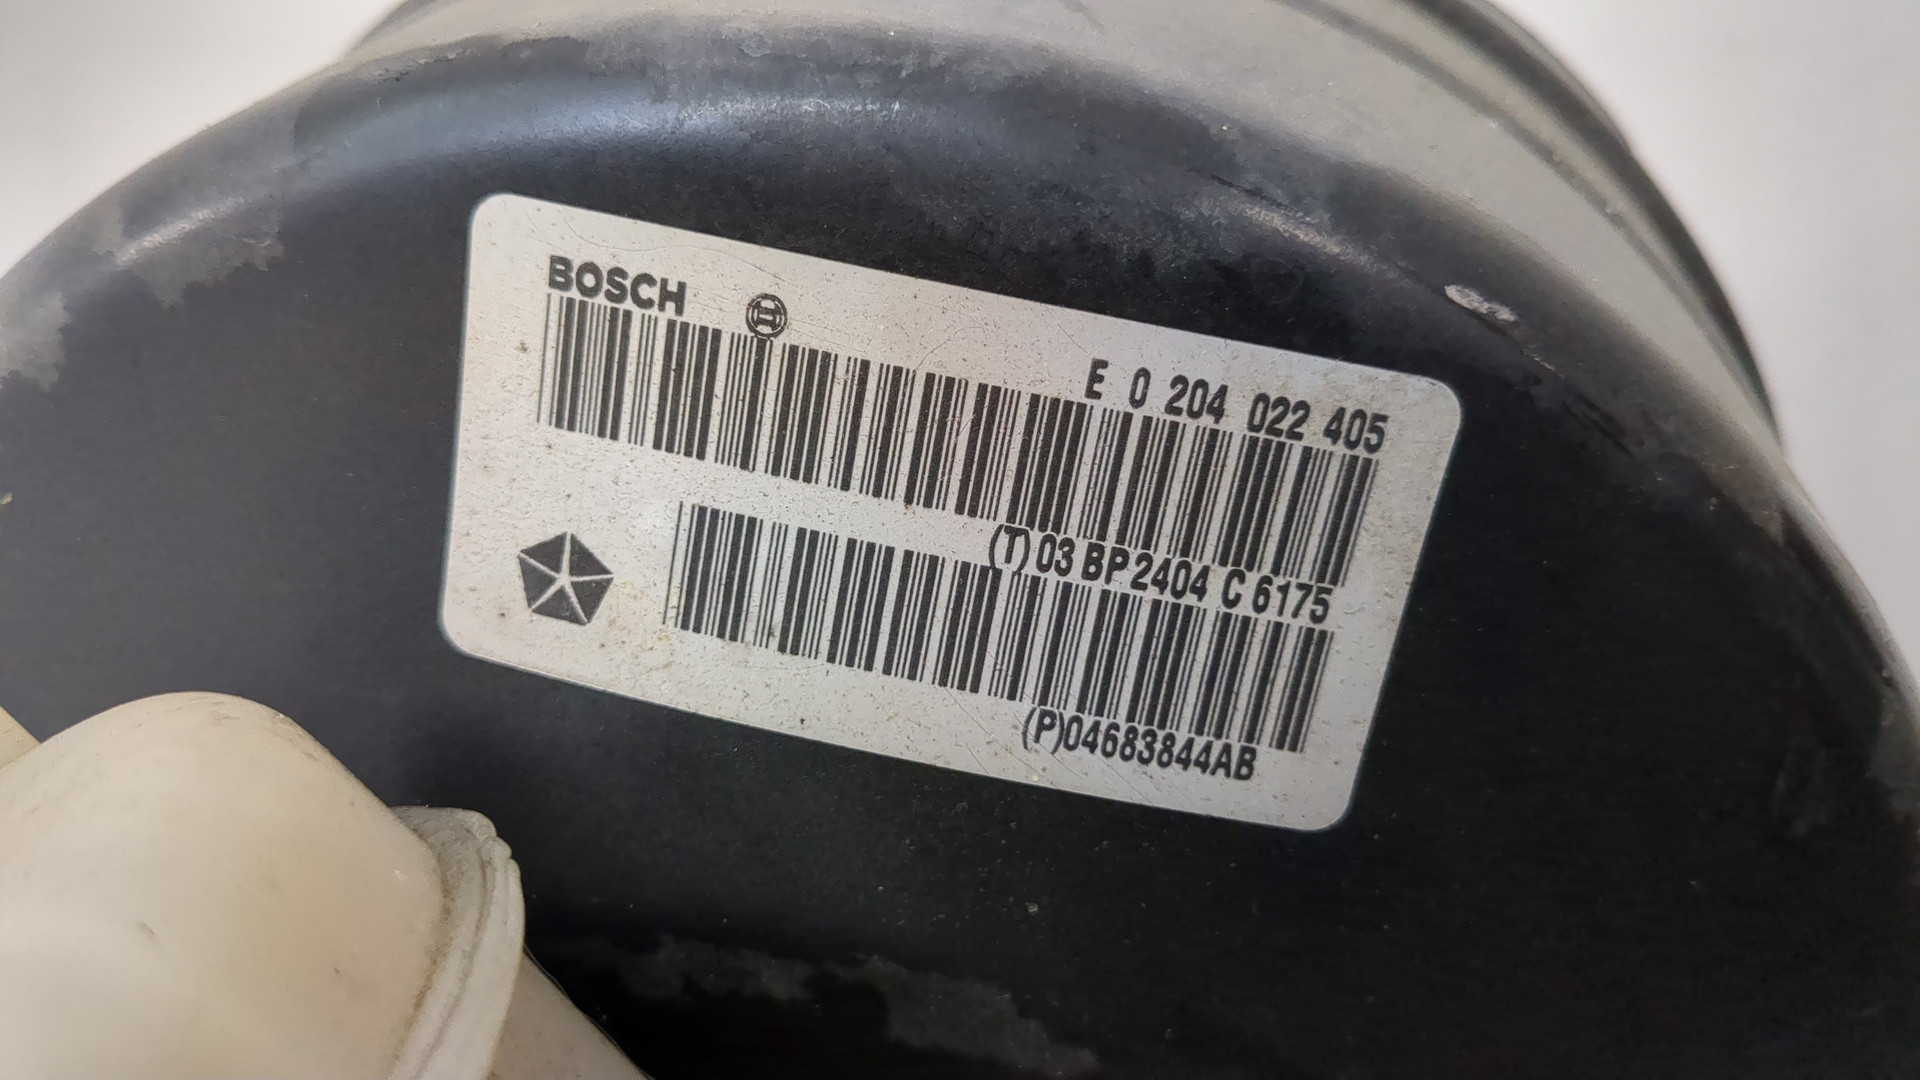 BOSCH
E 0 204 022 405
(T) 03 BP 2404 C 6175
(P)04683844AB